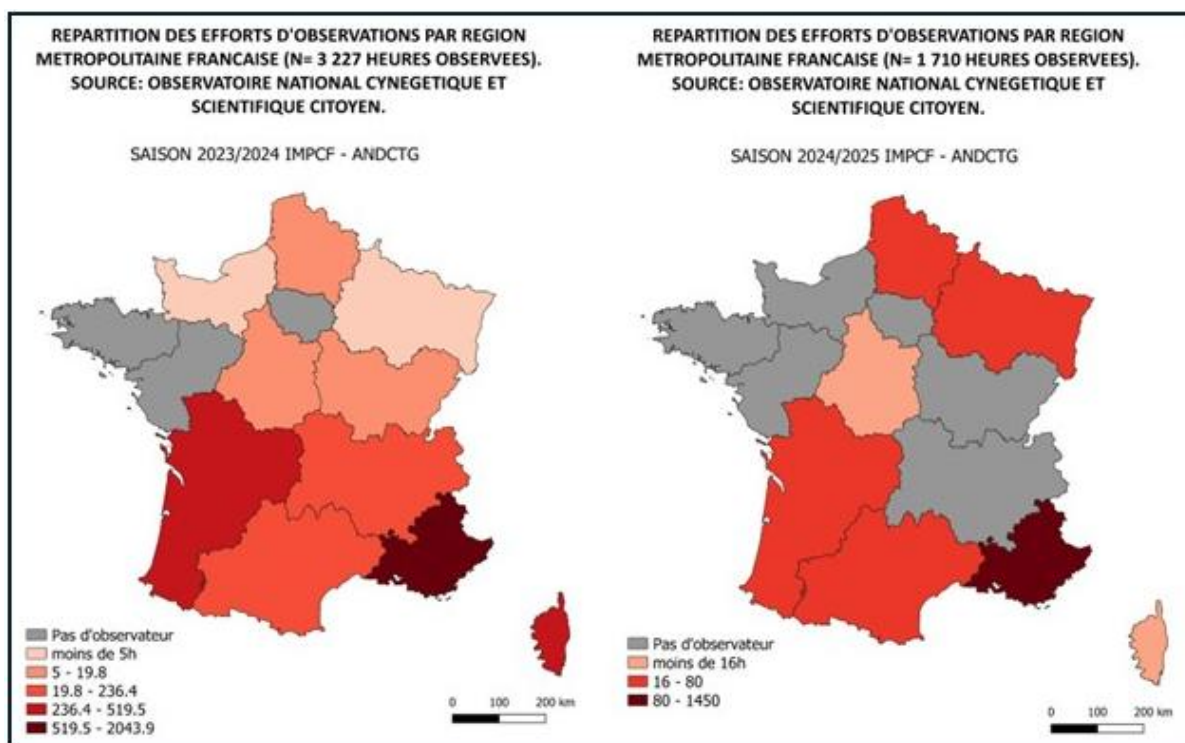 REPARTITION DES EFFORTS D'OBSERVATIONS PAR REGION
METROPOLITAINE FRANCAISE (N= 3 227 HEURES OBSERVEES).
SOURCE: OBSERVATOIRE NATIONAL CYNEGETIQUE ET
SCIENTIFIQUE CITOYEN.
SAISON 2023/2024 IMPCF - ANDCTG
Pas d'observateur
moins de 5h
5 - 19.8
19.8 - 236.4
236.4 - 519.5
519.5 - 2043.9
0 100 200 km
REPARTITION DES EFFORTS D'OBSERVATIONS PAR REGION
METROPOLITAINE FRANCAISE (N= 1 710 HEURES OBSERVEES).
SOURCE: OBSERVATOIRE NATIONAL CYNEGETIQUE ET
SCIENTIFIQUE CITOYEN.
SAISON 2024/2025 IMPCF - ANDCTG
Pas d'observateur
moins de 16h
16 - 80
80 - 1450
0 100 200 km